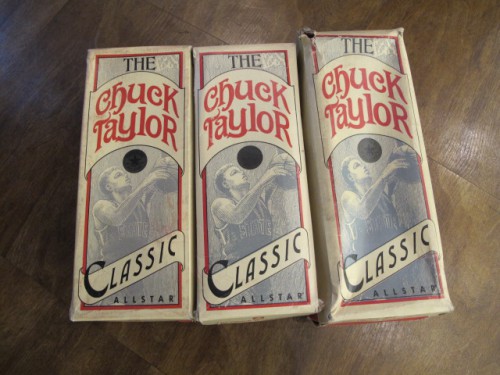 THE
Chuck
Taylor
CLASSIC
ALLSTAR
THE
Chuck
Taylor
CLASSIC
ALLSTAR
THE
Chuck
Taylor
CLASSIC
ALLSTAR